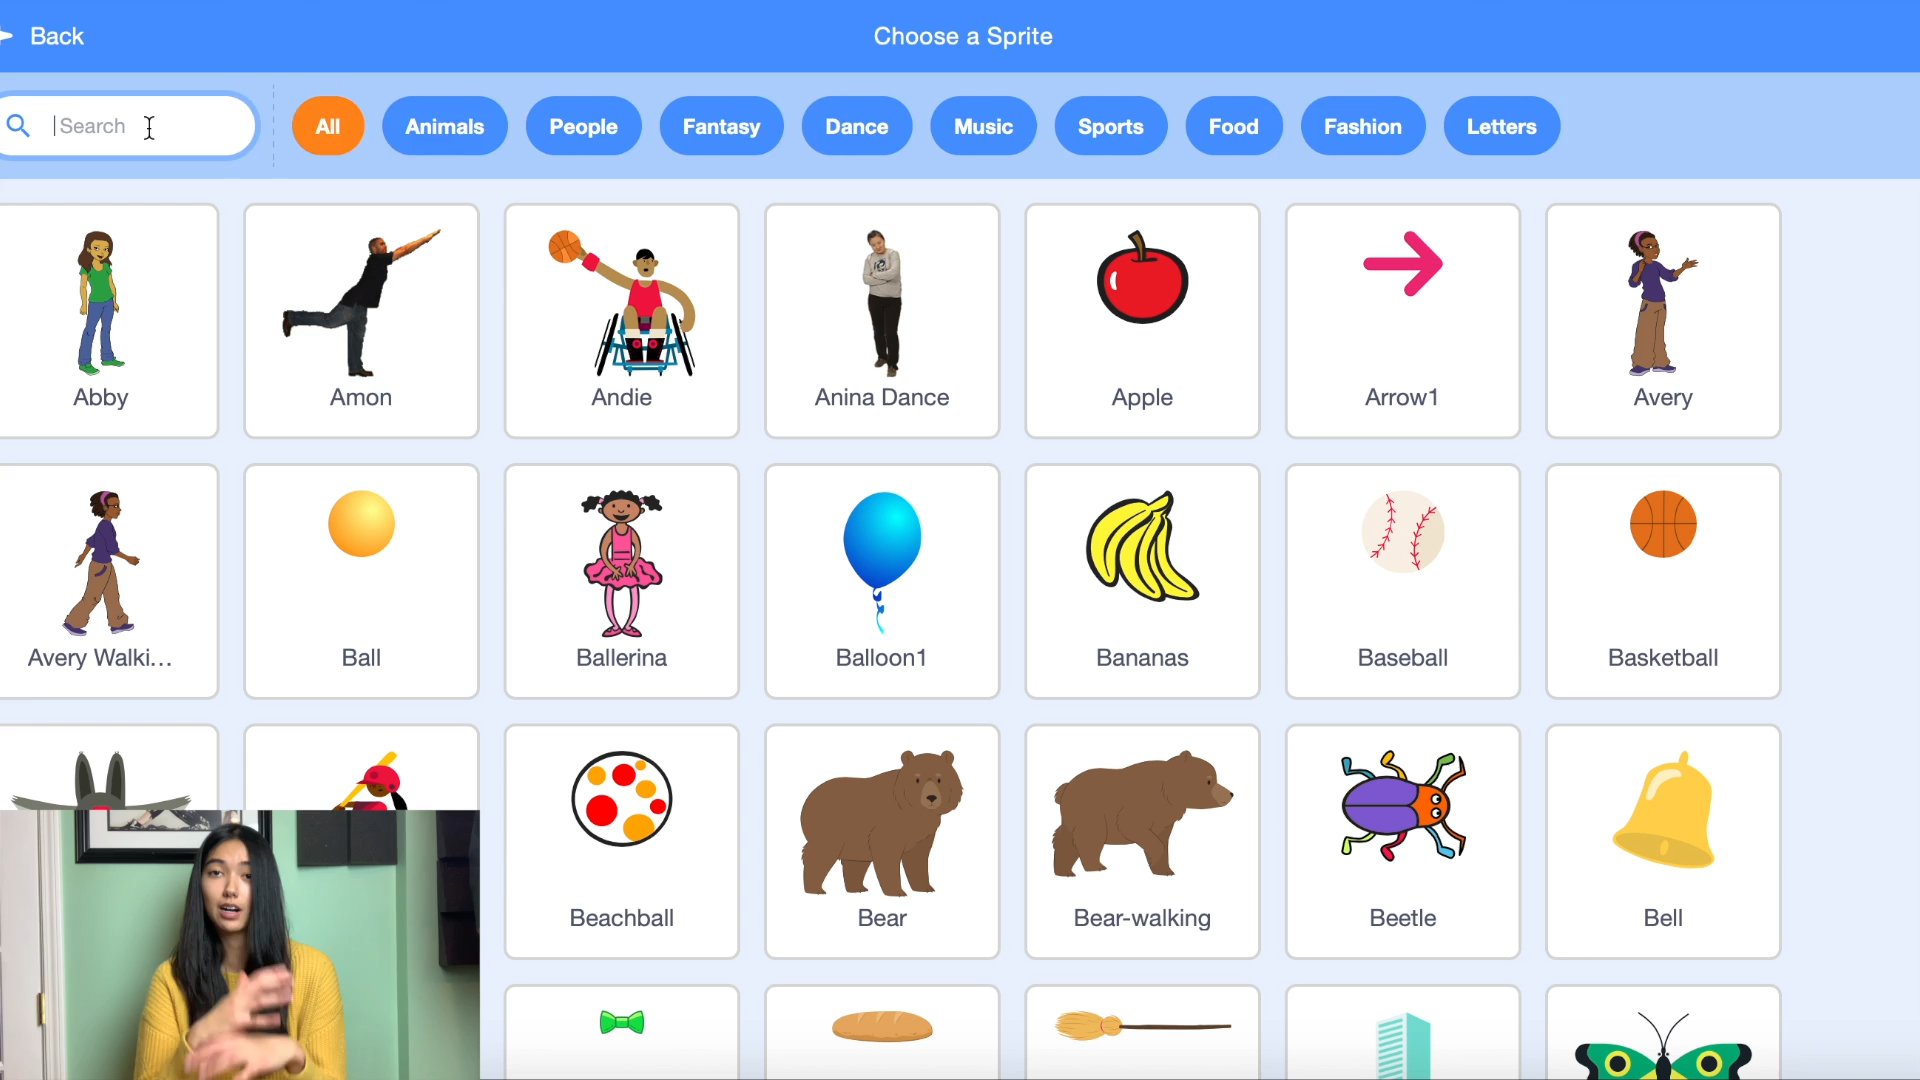 Back
Choose a Sprite
Search
All
Animals
People
Fantasy
Dance
Music
Sports
Food
Fashion
Letters
Abby
Amon
Andie
Anina Dance
Apple
Arrow1
Avery
Avery Walki...
Ball
Ballerina
Balloon1
Bananas
Baseball
Basketball
Beachball
Bear
Bear-walking
Beetle
Bell